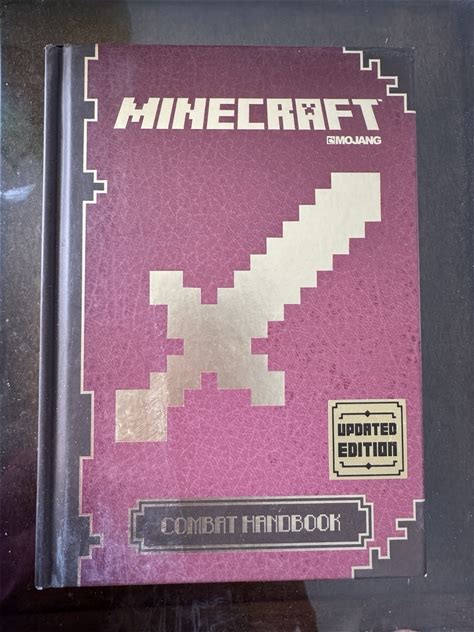 MINECRAFT
MOJANG
UPDATED
EDITION
COMBAT HANDBOOK